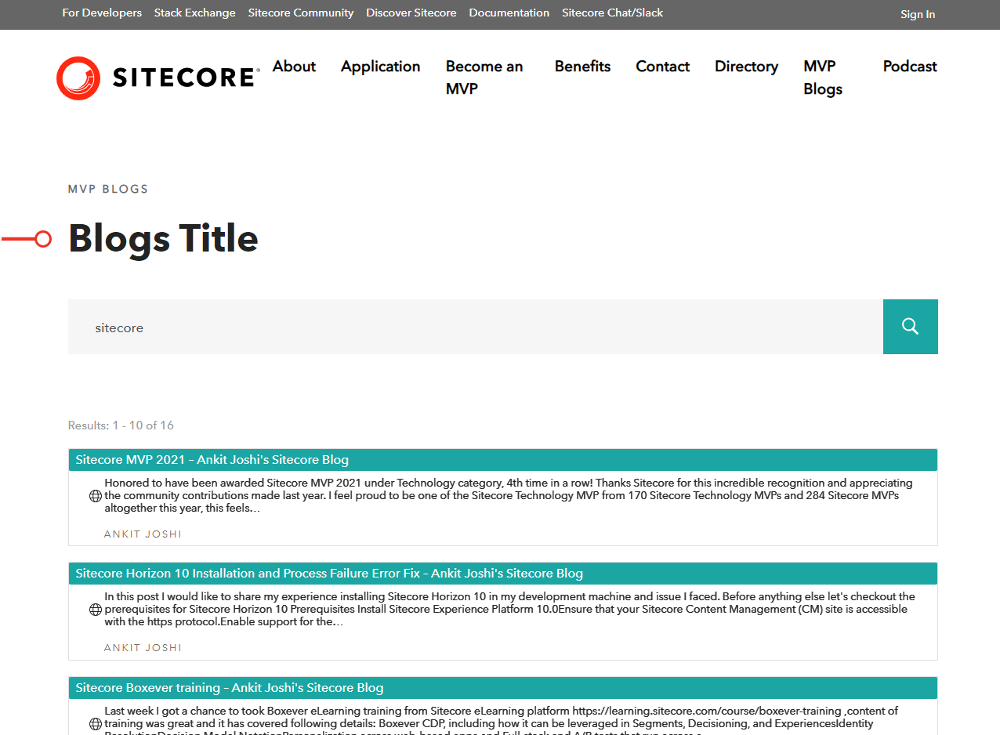 For Developers Stack Exchange Sitecore Community Discover Sitecore Documentation Sitecore Chat/Slack Sign In
SITECORE® About Application Become an MVP Benefits Contact Directory MVP Blogs Podcast
MVP BLOGS
Blogs Title
sitecore
Results: 1 - 10 of 16
Sitecore MVP 2021 – Ankit Joshi's Sitecore Blog
Honored to have been awarded Sitecore MVP 2021 under Technology category, 4th time in a row! Thanks Sitecore for this incredible recognition and appreciating
the community contributions made last year. I feel proud to be one of the Sitecore Technology MVP from 170 Sitecore Technology MVPs and 284 Sitecore MVPs
altogether this year, this feels…
ANKIT JOSHI
Sitecore Horizon 10 Installation and Process Failure Error Fix – Ankit Joshi's Sitecore Blog
In this post I would like to share my experience installing Sitecore Horizon 10 in my development machine and issue I faced. Before anything else let's checkout the
prerequisites for Sitecore Horizon 10 Prerequisites Install Sitecore Experience Platform 10.0Ensure that your Sitecore Content Management (CM) site is accessible
with the https protocol.Enable support for the…
ANKIT JOSHI
Sitecore Boxever training – Ankit Joshi's Sitecore Blog
Last week I got a chance to took Boxever eLearning training from Sitecore eLearning platform https://learning.sitecore.com/course/boxever-training ,content of
training was great and it has covered following details: Boxever CDP, including how it can be leveraged in Segments, Decisioning, and ExperiencesIdentity